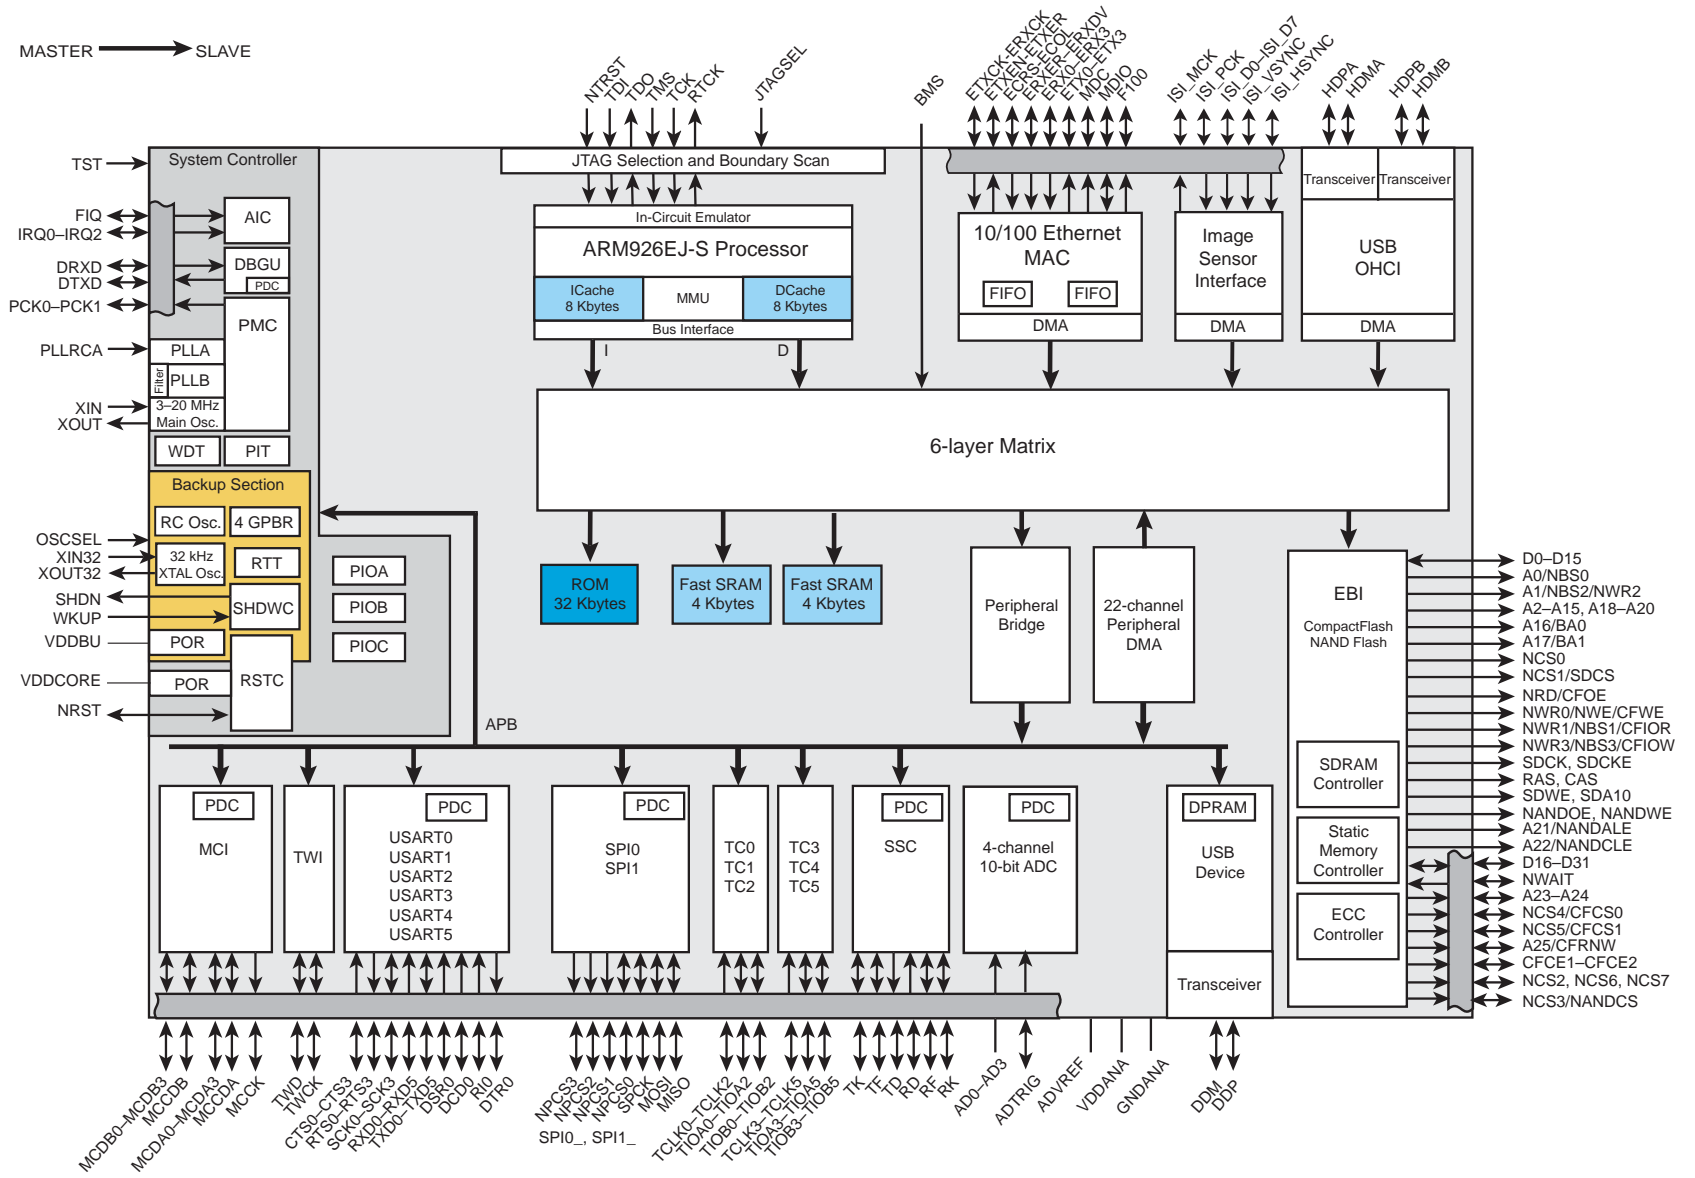 MASTER
SLAVE
NTRST
TDI
TDO
TMS
TCK
RTCK
JTAGSEL
BMS
ETXCK-ERXCK
ETXEN-ETXER
ECRS-ECOL
ERXER-ERXDV
ERX0–ERX3
ETX0–ETX3
MDC
MDIO
F100
ISI_MCK
ISI_PCK
ISI_D0–ISI_D7
ISI_VSYNC
ISI_HSYNC
HDPA
HDMA
HDPB
HDMB
TST
FIQ
IRQ0–IRQ2
DRXD
DTXD
PCK0–PCK1
PLLRCA
XIN
XOUT
OSCSEL
XIN32
XOUT32
SHDN
WKUP
VDDBU
VDDCORE
NRST
System Controller
AIC
DBGU
PDC
PMC
PLLA
Filter
PLLB
3–20 MHz
Main Osc.
WDT
PIT
Backup Section
RC Osc.
4 GPBR
32 kHz
XTAL Osc.
RTT
SHDWC
POR
POR
RSTC
PIOA
PIOB
PIOC
JTAG Selection and Boundary Scan
In-Circuit Emulator
ARM926EJ-S Processor
ICache
8 Kbytes
MMU
DCache
8 Kbytes
Bus Interface
I
D
10/100 Ethernet
MAC
FIFO
FIFO
DMA
Image
Sensor
Interface
DMA
Transceiver
Transceiver
USB
OHCI
DMA
6-layer Matrix
ROM
32 Kbytes
Fast SRAM
4 Kbytes
Fast SRAM
4 Kbytes
Peripheral
Bridge
22-channel
Peripheral
DMA
EBI
CompactFlash
NAND Flash
SDRAM
Controller
Static
Memory
Controller
ECC
Controller
D0–D15
A0/NBS0
A1/NBS2/NWR2
A2–A15, A18–A20
A16/BA0
A17/BA1
NCS0
NCS1/SDCS
NRD/CFOE
NWR0/NWE/CFWE
NWR1/NBS1/CFIOR
NWR3/NBS3/CFIOW
SDCK, SDCKE
RAS, CAS
SDWE, SDA10
NANDOE, NANDWE
A21/NANDALE
A22/NANDCLE
D16–D31
NWAIT
A23–A24
NCS4/CFCS0
NCS5/CFCS1
A25/CFRNW
CFCE1–CFCE2
NCS2, NCS6, NCS7
NCS3/NANDCS
APB
PDC
MCI
TWI
PDC
USART0
USART1
USART2
USART3
USART4
USART5
PDC
SPI0
SPI1
TC0
TC1
TC2
TC3
TC4
TC5
PDC
SSC
PDC
4-channel
10-bit ADC
DPRAM
USB
Device
Transceiver
MCDB0–MCDB3
MCCDB
MCDA0–MCDA3
MCCDA
MCCK
TWD
TWCK
CTS0–CTS3
RTS0–RTS3
SCK0–SCK3
RXD0–RXD5
TXD0–TXD5
DSR0
DCD0
RI0
DTR0
NPCS3
NPCS2
NPCS1
NPCS0
SPCK
MOSI
MISO
SPI0_, SPI1_
TCLK0–TCLK2
TIOA0–TIOA2
TIOB0–TIOB2
TCLK3–TCLK5
TIOA3–TIOA5
TIOB3–TIOB5
TK
TF
TD
RD
RF
RK
AD0–AD3
ADTRIG
ADVREF
VDDANA
GNDANA
DDM
DDP